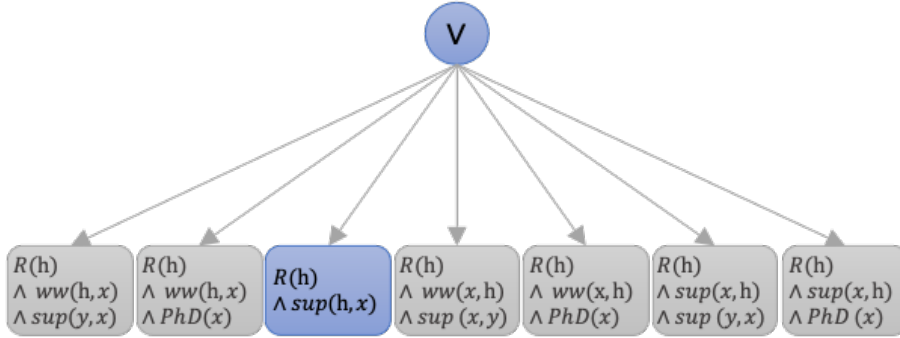 V
R(h)
∧ ww(h, x)
∧ sup(y, x)
R(h)
∧ ww(h, x)
∧ PhD(x)
R(h)
∧ sup(h, x)
R(h)
∧ ww(x, h)
∧ sup (x, y)
R(h)
∧ ww(x, h)
∧ PhD(x)
R(h)
∧ sup(x, h)
∧ sup (y, x)
R(h)
∧ sup(x, h)
∧ PhD (x)